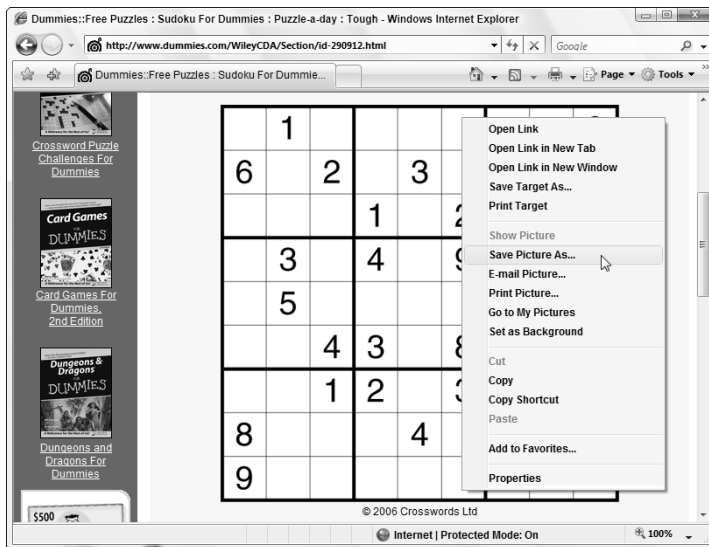 Dummies::Free Puzzles : Sudoku For Dummies : Puzzle-a-day : Tough - Windows Internet Explorer
http://www.dummies.com/WileyCDA/Section/id-290912.html
Google
Dummies::Free Puzzles : Sudoku For Dummie...
Page
Tools
Crossword Puzzle
Challenges For
Dummies
Card Games
FOR
DUMMIES
Card Games For
Dummies,
2nd Edition
Dungeons &
Dragons
FOR
DUMMIES
Dungeons and
Dragons For
Dummies
$500
1
6 2 3
1 2
3 4 9
5
4 3 8
1 2 3
8 4
9
© 2006 Crosswords Ltd
Open Link
Open Link in New Tab
Open Link in New Window
Save Target As...
Print Target
Show Picture
Save Picture As...
E-mail Picture...
Print Picture...
Go to My Pictures
Set as Background
Cut
Copy
Copy Shortcut
Paste
Add to Favorites...
Properties
Internet | Protected Mode: On
100%